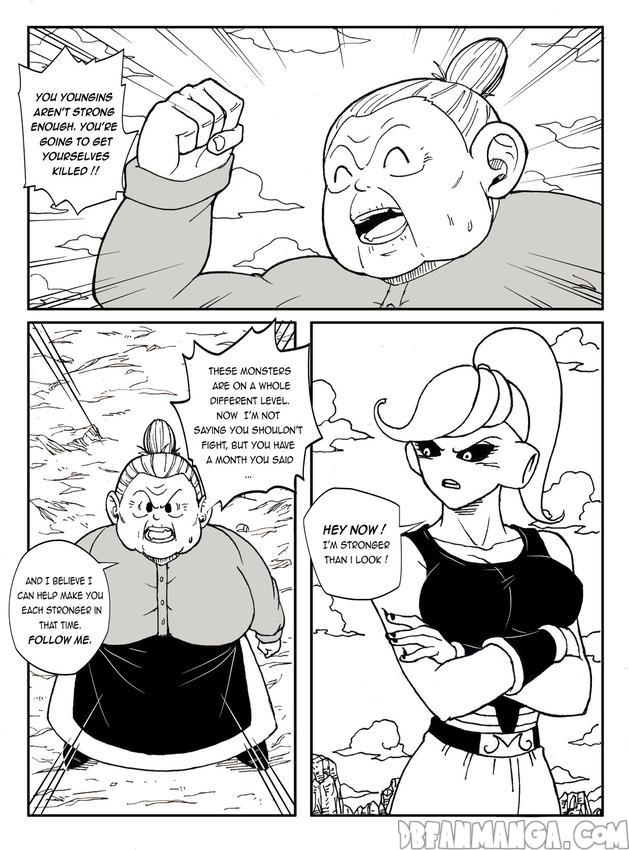 YOU YOUNGINS
AREN'T STRONG
ENOUGH. YOU'RE
GOING TO GET
YOURSELVES
KILLED !!
THESE MONSTERS
ARE ON A WHOLE
DIFFERENT LEVEL.
NOW I'M NOT
SAYING YOU SHOULDN'T
FIGHT, BUT YOU HAVE
A MONTH YOU SAID
...
AND I BELIEVE I
CAN HELP MAKE YOU
EACH STRONGER IN
THAT TIME.
FOLLOW ME.
HEY NOW !
I'M STRONGER
THAN I LOOK !
DBFANMANGA.COM